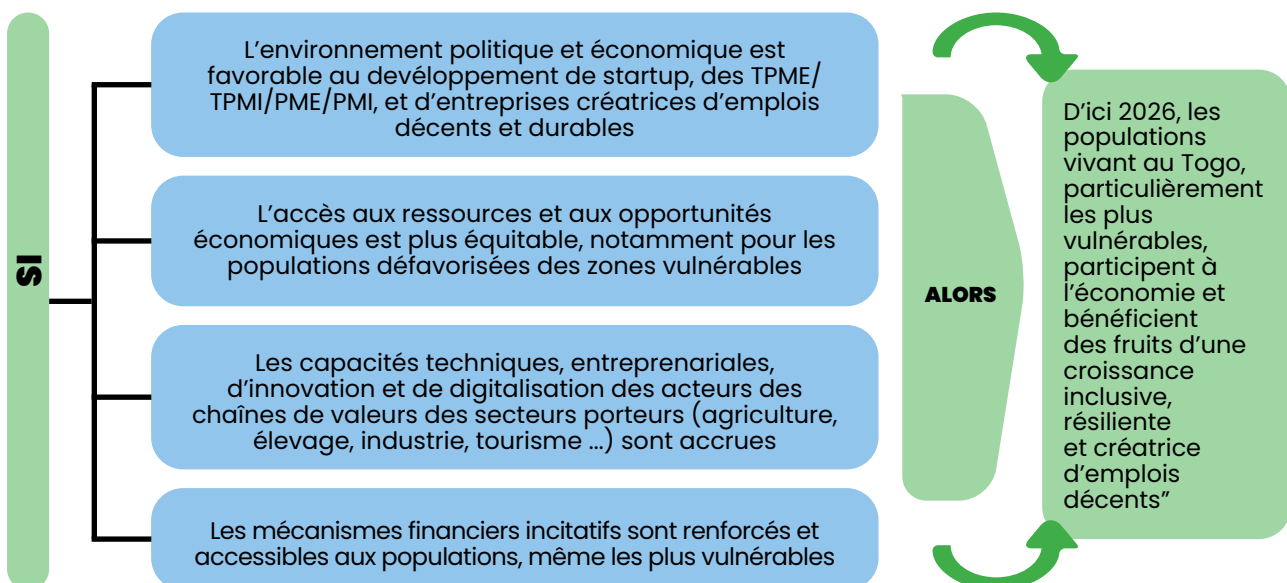 SI
L’environnement politique et économique est
favorable au devéloppement de startup, des TPME/
TPMI/PME/PMI, et d’entreprises créatrices d’emplois
décents et durables
L’accès aux ressources et aux opportunités
économiques est plus équitable, notamment pour les
populations défavorisées des zones vulnérables
Les capacités techniques, entreprenariales,
d’innovation et de digitalisation des acteurs des
chaînes de valeurs des secteurs porteurs (agriculture,
élevage, industrie, tourisme ...) sont accrues
Les mécanismes financiers incitatifs sont renforcés et
accessibles aux populations, même les plus vulnérables
ALORS
D’ici 2026, les
populations
vivant au Togo,
particulièrement
les plus
vulnérables,
participent à
l’économie et
bénéficient
des fruits d’une
croissance
inclusive,
résiliente
et créatrice
d’emplois
décents”